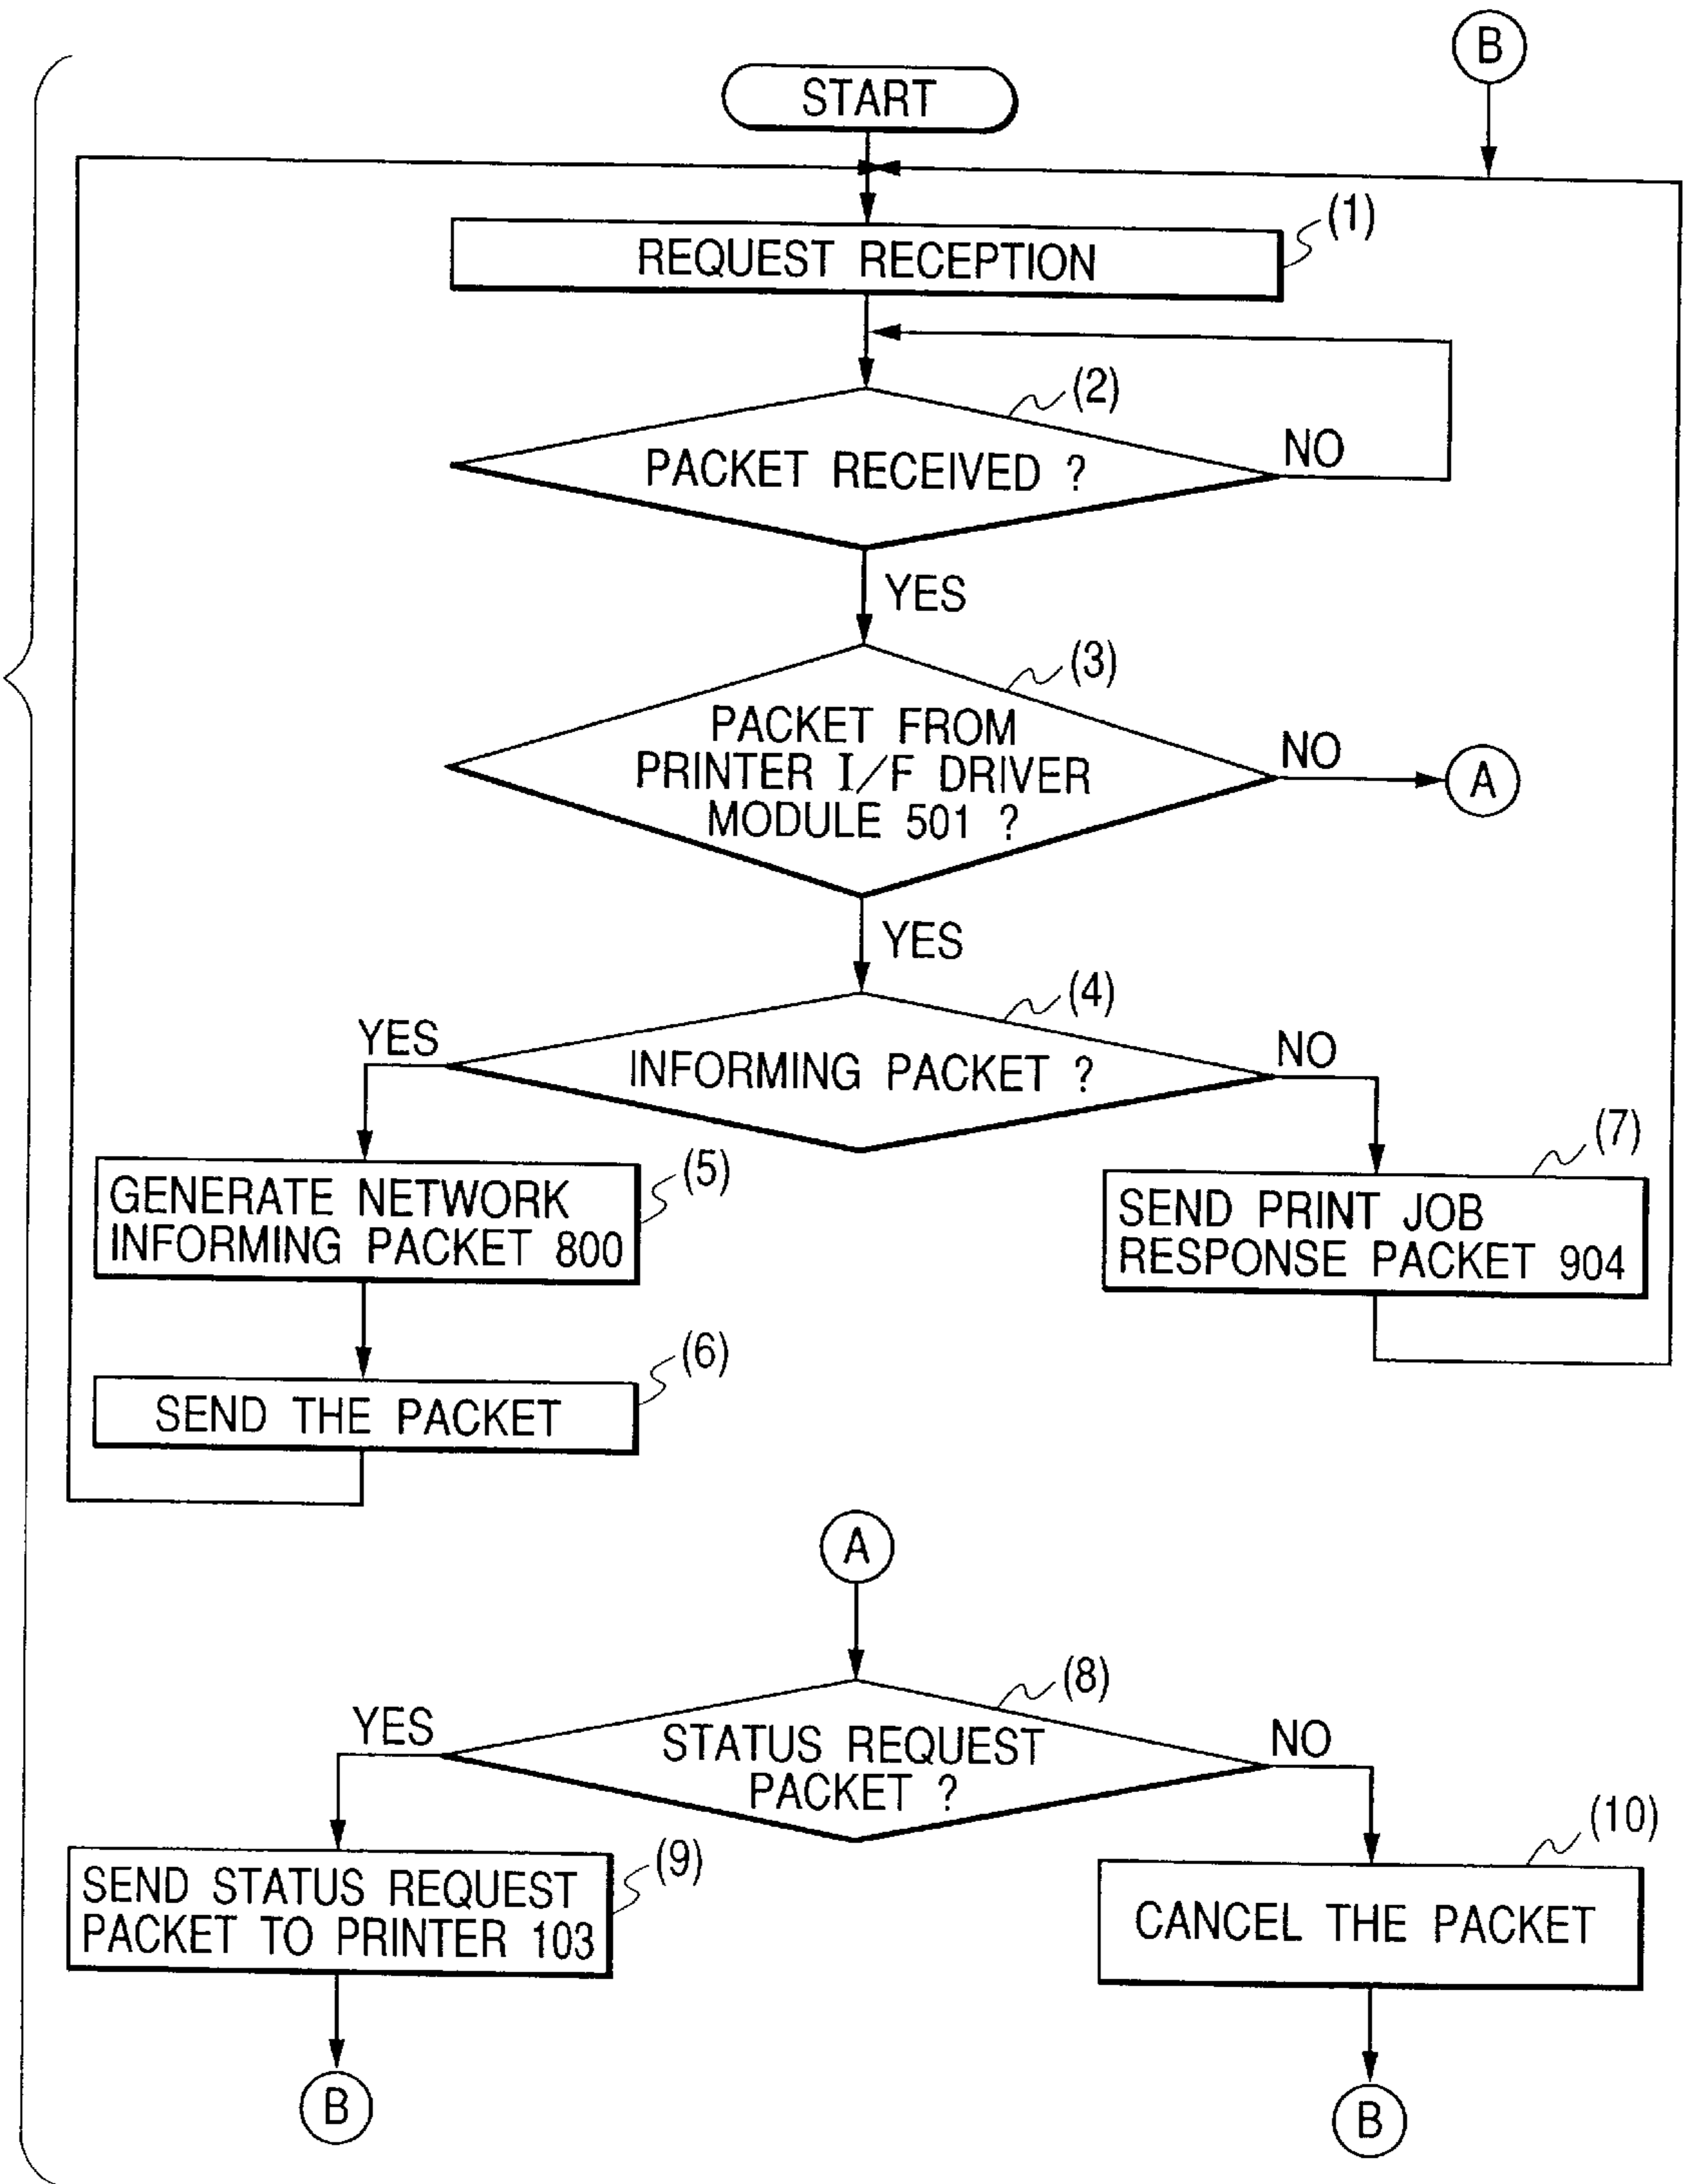 B
START
(1)
REQUEST RECEPTION
(2)
PACKET RECEIVED ?
NO
YES
(3)
PACKET FROM
PRINTER I/F DRIVER
MODULE 501 ?
NO
A
YES
(4)
YES
INFORMING PACKET ?
NO
(5)
GENERATE NETWORK
INFORMING PACKET 800
(7)
SEND PRINT JOB
RESPONSE PACKET 904
(6)
SEND THE PACKET
A
(8)
YES
STATUS REQUEST
PACKET ?
NO
(9)
SEND STATUS REQUEST
PACKET TO PRINTER 103
(10)
CANCEL THE PACKET
B
B